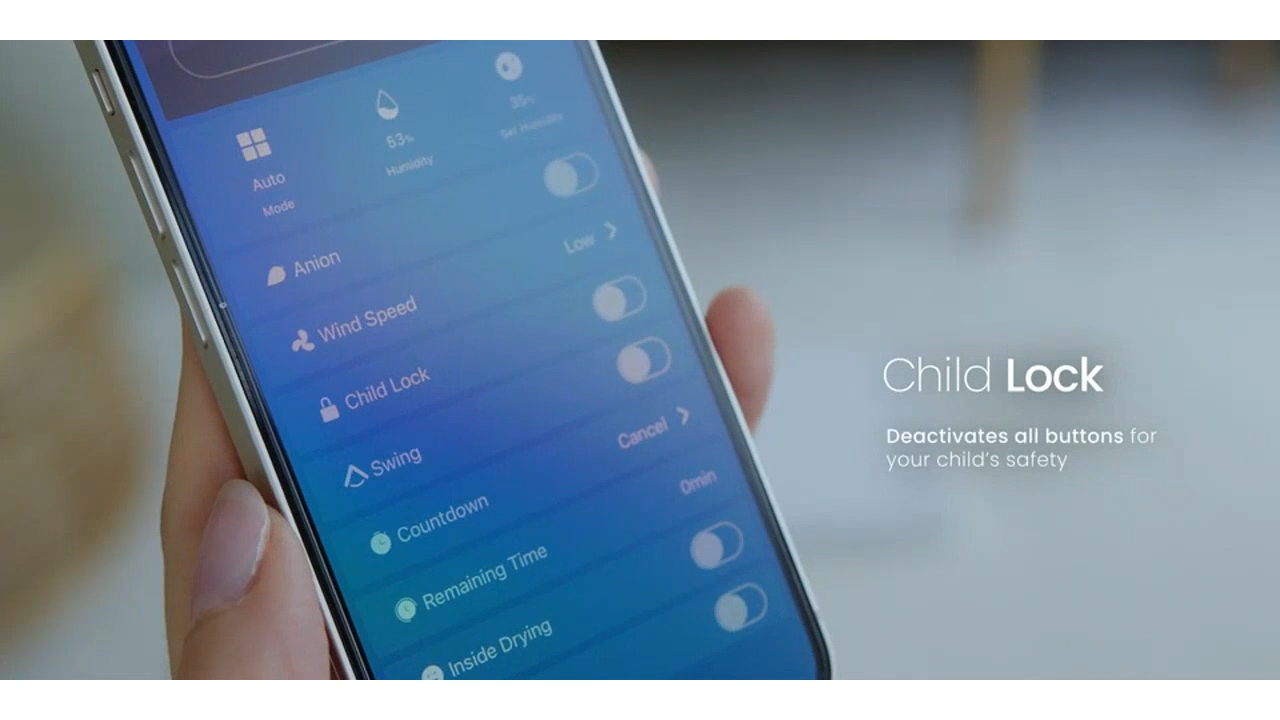 Auto
Mode
53%
Humidity
35%
Set Humidity
Anion
Wind Speed
Low
Child Lock
Swing
Countdown
Cancel
Remaining Time
0min
Inside Drying
Child Lock
Deactivates all buttons for
your child's safety